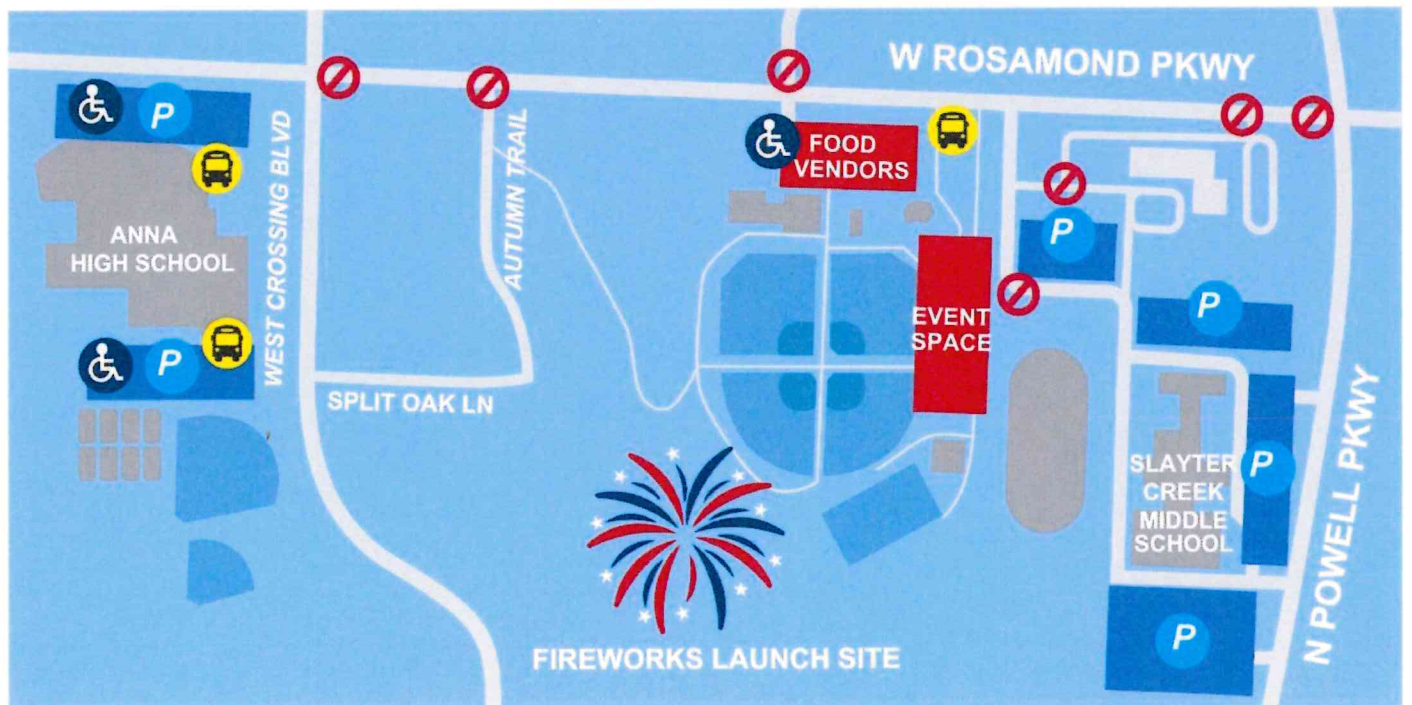 W ROSAMOND PKWY
P
FOOD
VENDORS
WEST CROSSING BLVD
AUTUMN TRAIL
ANNA
HIGH SCHOOL
P
P
EVENT
SPACE
P
SPLIT OAK LN
P
SLAYTER
CREEK
MIDDLE
SCHOOL
N POWELL PKWY
P
FIREWORKS LAUNCH SITE